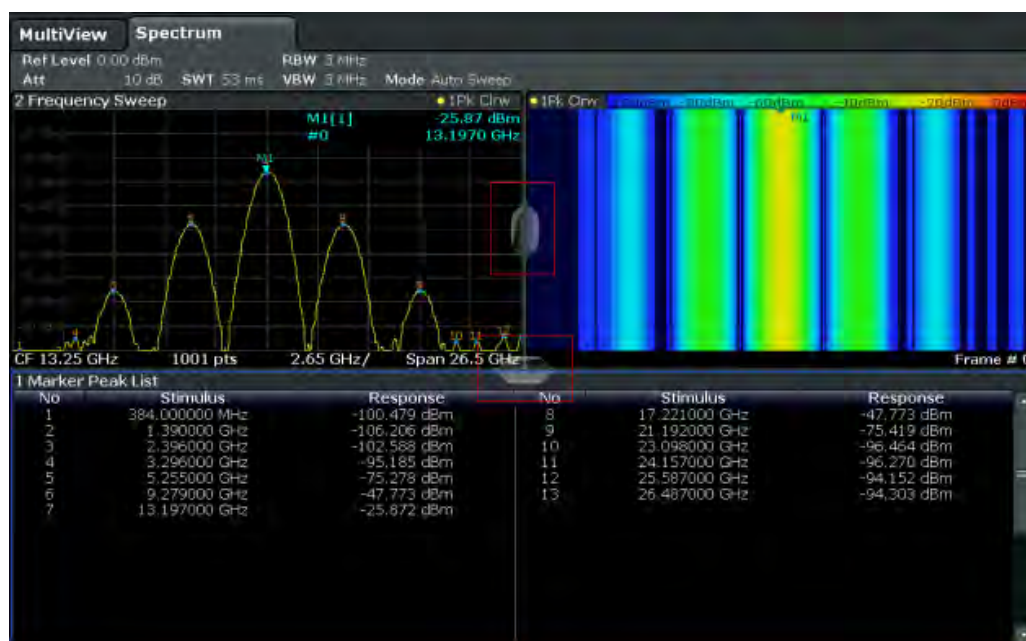 MultiView Spectrum
Ref Level 0.00 dBm RBW 3 MHz
Att 10 dB SWT 53 ms VBW 3 MHz Mode Auto Sweep
2 Frequency Sweep 1Pk Clrw 1Pk Clrw
M1[1] -25.87 dBm
#0 13.1970 GHz
M1
M1
CF 13.25 GHz 1001 pts 2.65 GHz/ Span 26.5 GHz Frame # 0
1 Marker Peak List
No Stimulus Response No Stimulus Response
1 384.000000 MHz -100.479 dBm 8 17.221000 GHz -47.773 dBm
2 1.390000 GHz -106.206 dBm 9 21.192000 GHz -75.419 dBm
3 2.396000 GHz -102.588 dBm 10 23.098000 GHz -96.464 dBm
4 3.296000 GHz -95.185 dBm 11 24.157000 GHz -96.270 dBm
5 5.255000 GHz -75.278 dBm 12 25.587000 GHz -94.152 dBm
6 9.279000 GHz -47.773 dBm 13 26.487000 GHz -94.303 dBm
7 13.197000 GHz -25.872 dBm